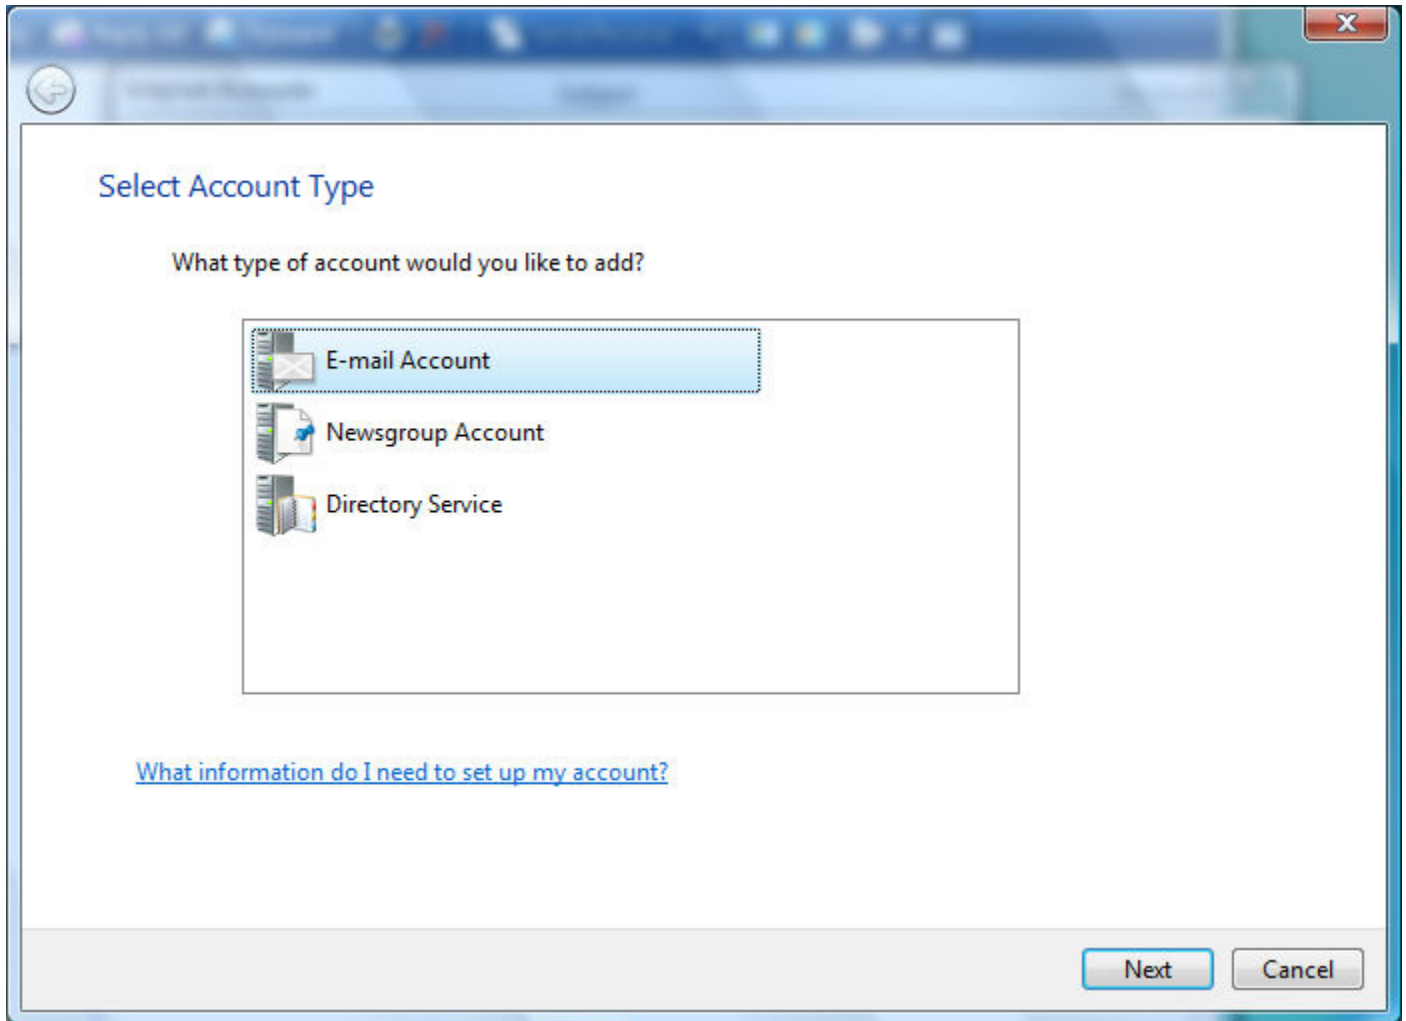 Select Account Type
What type of account would you like to add?
E-mail Account
Newsgroup Account
Directory Service
What information do I need to set up my account?
Next
Cancel